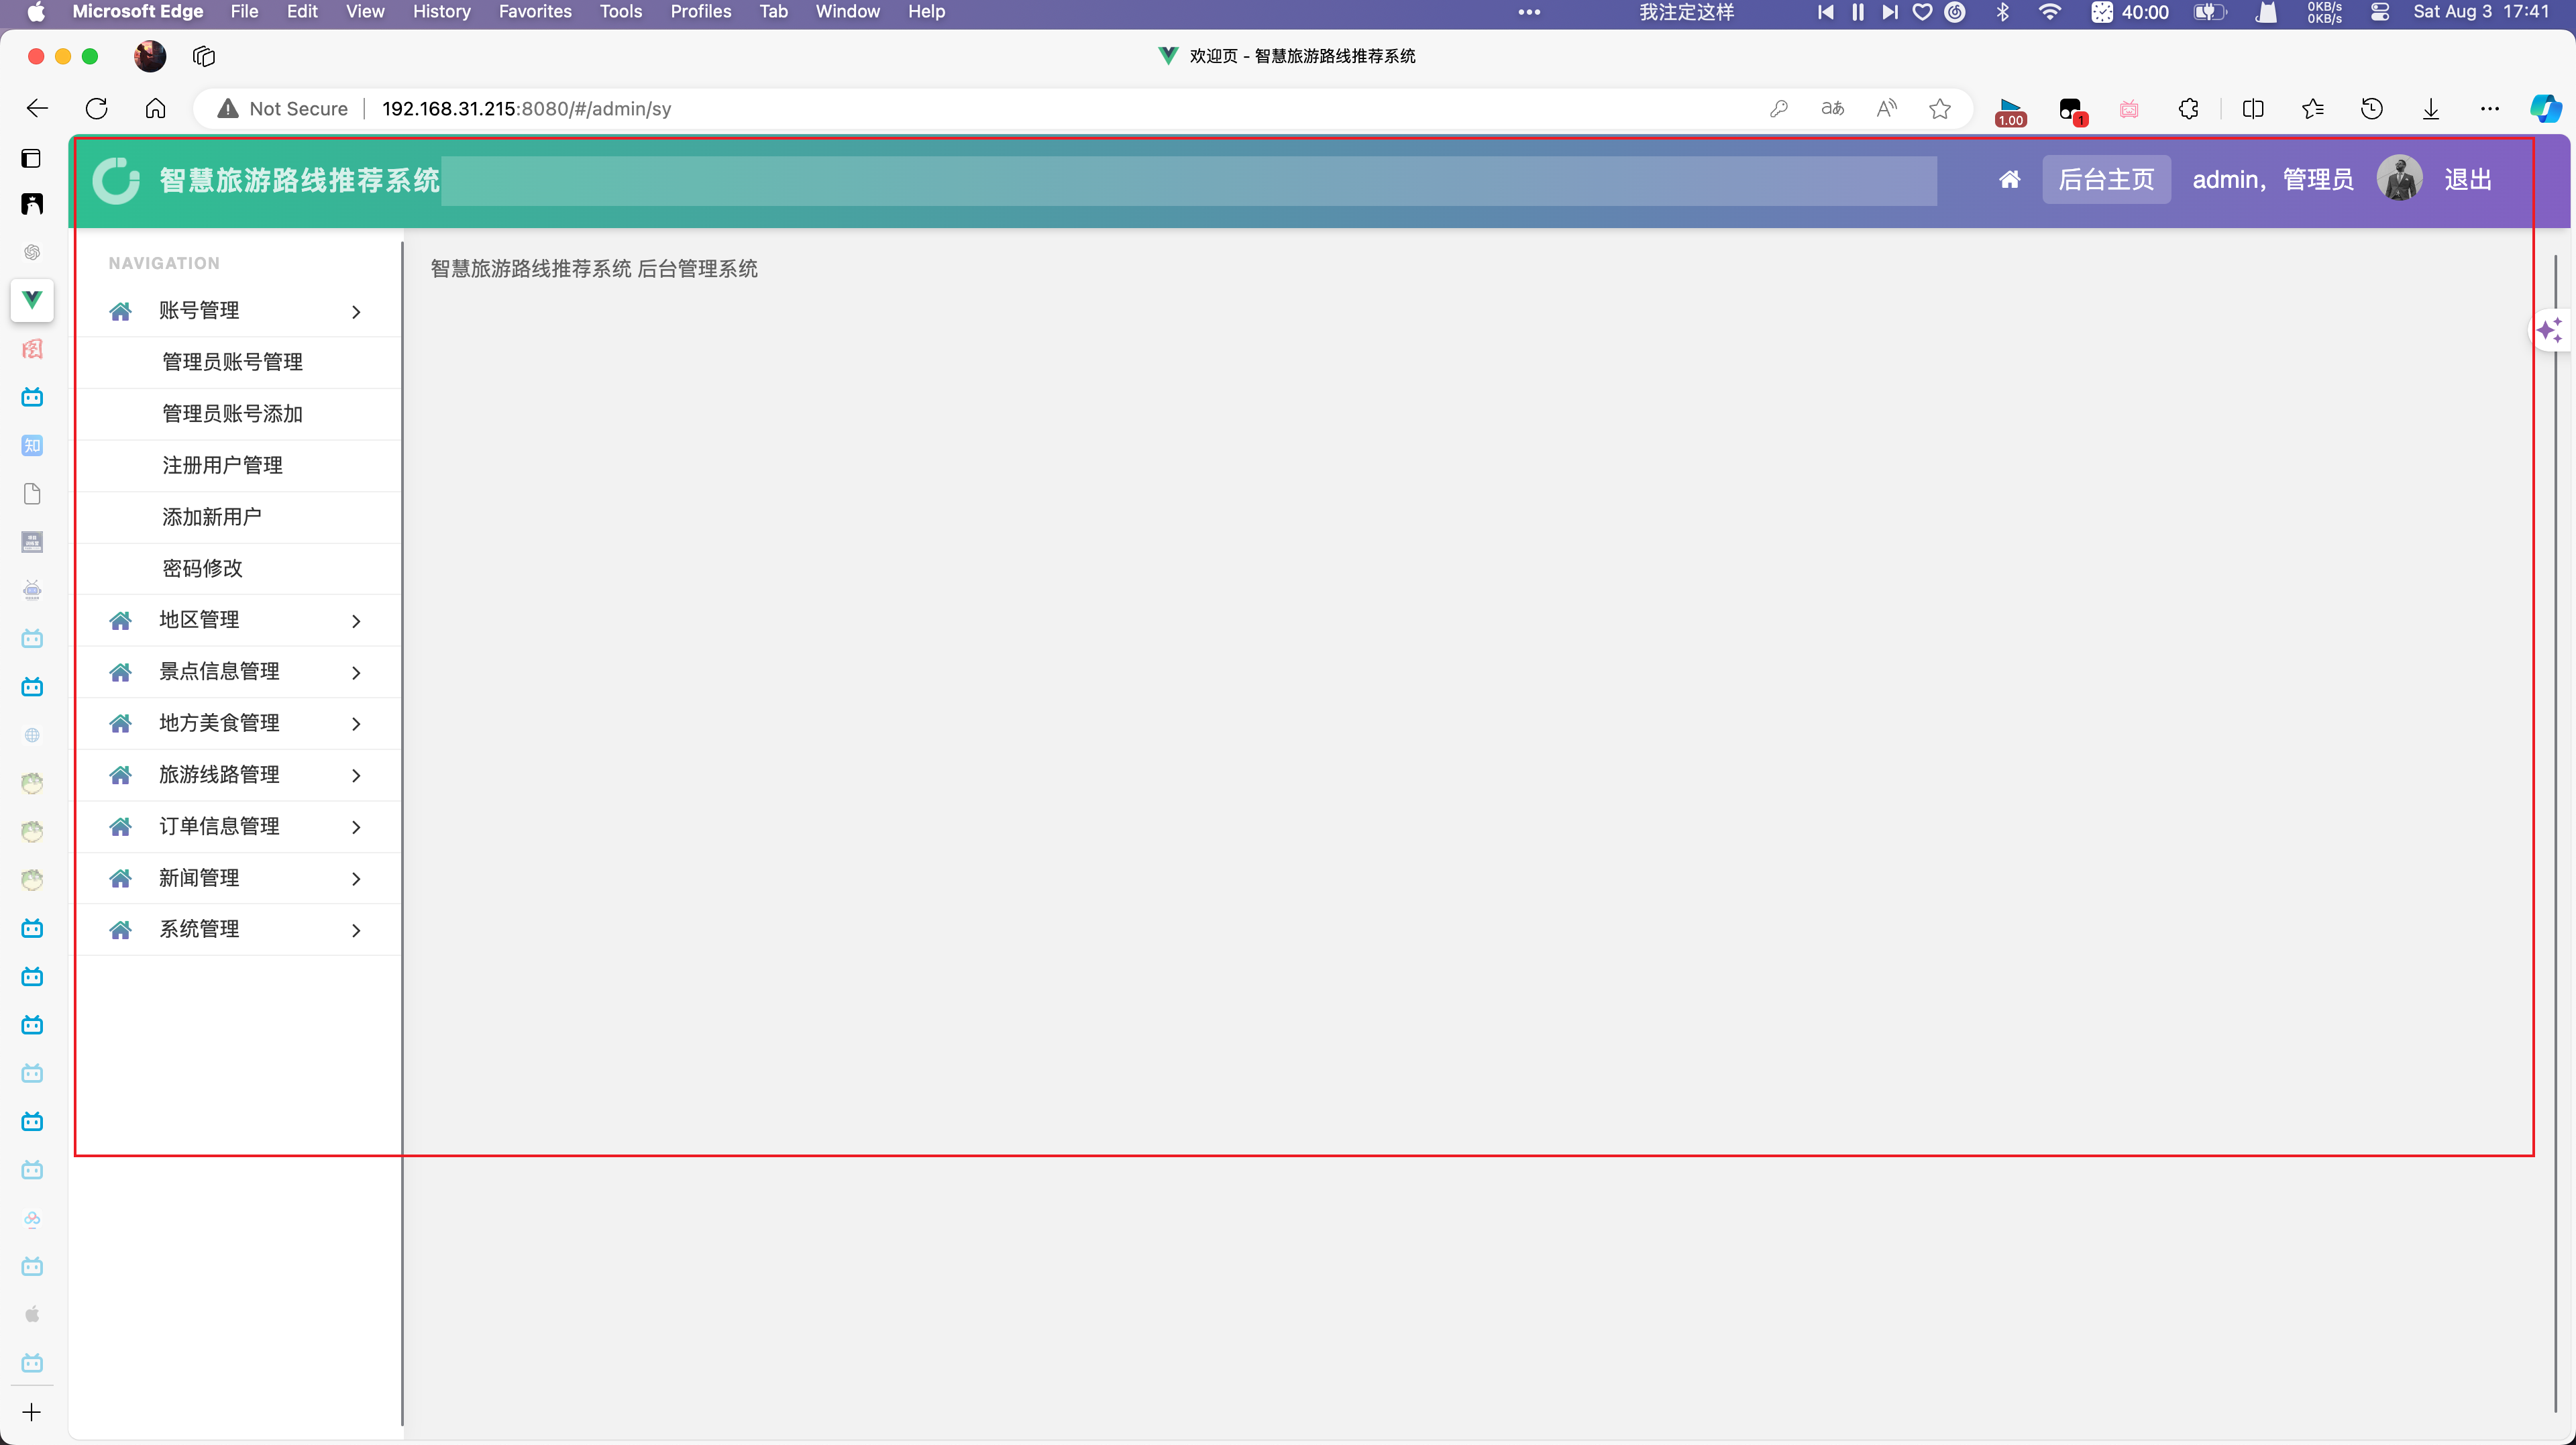 Microsoft Edge File Edit View History Favorites Tools Profiles Tab Window Help ••• 我注定这样 40:00 0KB/s 0KB/s Sat Aug 3 17:41
欢迎页 - 智慧旅游路线推荐系统
Not Secure 192.168.31.215:8080/#/admin/sy aあ A 1.00 1
智慧旅游路线推荐系统 后台主页 admin，管理员 退出
NAVIGATION
智慧旅游路线推荐系统 后台管理系统
账号管理
管理员账号管理
管理员账号添加
注册用户管理
添加新用户
密码修改
地区管理
景点信息管理
地方美食管理
旅游线路管理
订单信息管理
新闻管理
系统管理
图
知